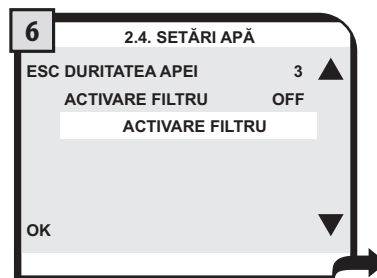 6
2.4. SETĂRI APĂ
ESC DURITATEA APEI 3
ACTIVARE FILTRU OFF
ACTIVARE FILTRU
OK